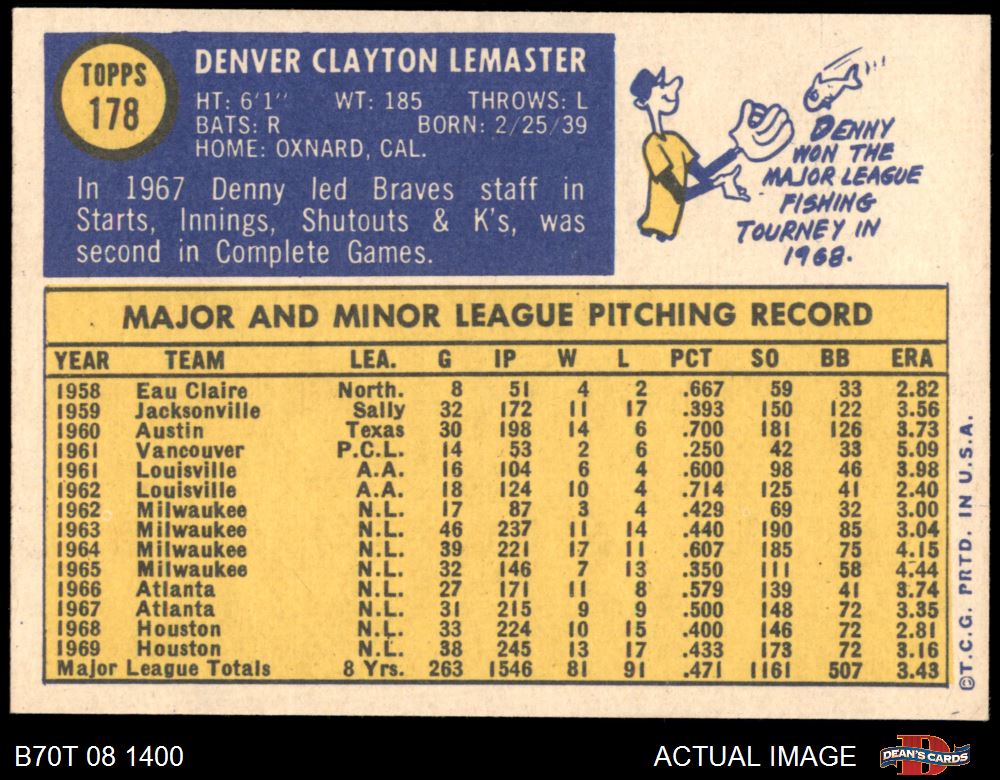 TOPPS
178
DENVER CLAYTON LEMASTER
HT: 6'1" WT: 185 THROWS: L
BATS: R BORN: 2/25/39
HOME: OXNARD, CAL.
In 1967 Denny led Braves staff in
Starts, Innings, Shutouts & K's, was
second in Complete Games.
DENNY
WON THE
MAJOR LEAGUE
FISHING
TOURNEY IN
1968.
MAJOR AND MINOR LEAGUE PITCHING RECORD
YEAR TEAM LEA. G IP W L PCT SO BB ERA
1958 Eau Claire North. 8 51 4 2 .667 59 33 2.82
1959 Jacksonville Sally 32 172 11 17 .393 150 122 3.56
1960 Austin Texas 30 198 14 6 .700 181 126 3.73
1961 Vancouver P.C.L. 14 53 2 6 .250 42 33 5.09
1961 Louisville A.A. 16 104 6 4 .600 98 46 3.98
1962 Louisville A.A. 18 124 10 4 .714 125 41 2.40
1962 Milwaukee N.L. 17 87 3 4 .429 69 32 3.00
1963 Milwaukee N.L. 46 237 11 14 .440 190 85 3.04
1964 Milwaukee N.L. 39 221 17 11 .607 185 75 4.15
1965 Milwaukee N.L. 32 146 7 13 .350 111 58 4.44
1966 Atlanta N.L. 27 171 11 8 .579 139 41 3.74
1967 Atlanta N.L. 31 215 9 9 .500 148 72 3.35
1968 Houston N.L. 33 224 10 15 .400 146 72 2.81
1969 Houston N.L. 38 245 13 17 .433 173 72 3.16
Major League Totals 8 Yrs. 263 1546 81 91 .471 1161 507 3.43
©T.C.G. PRTD. IN U.S.A.
B70T 08 1400
ACTUAL IMAGE
DEAN'S CARDS